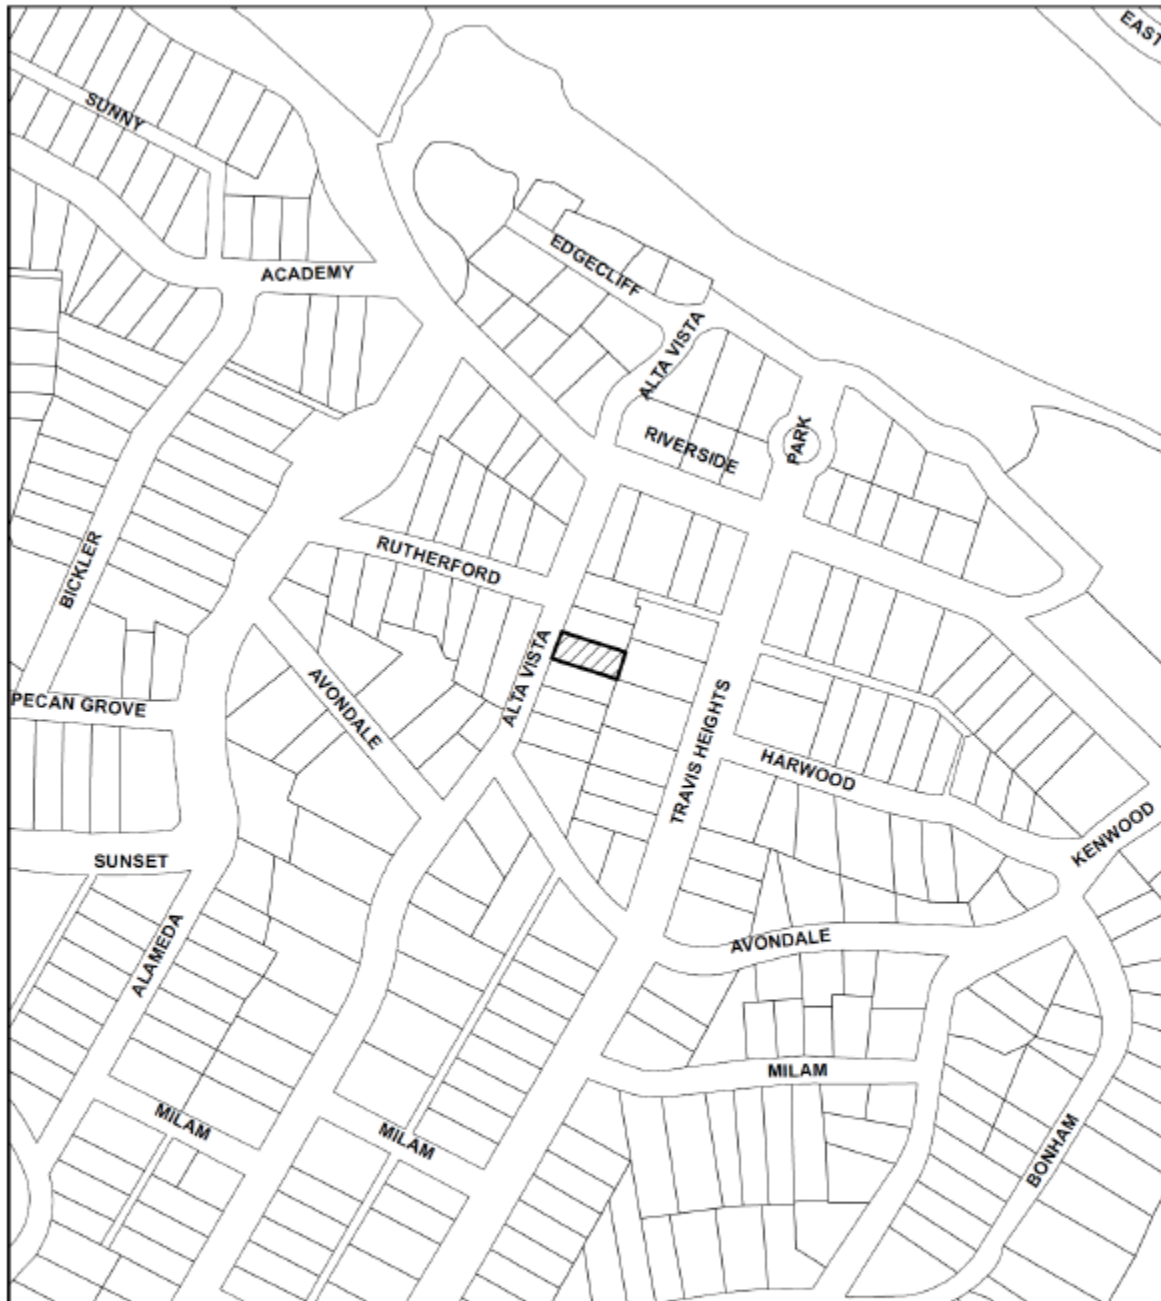 EAST
SUNNY
EDGECLIFF
ACADEMY
ALTA VISTA
RIVERSIDE
PARK
RUTHERFORD
BICKLER
ALTA VISTA
AVONDALE
PECAN GROVE
TRAVIS HEIGHTS
HARWOOD
KENWOOD
SUNSET
ALAMEDA
AVONDALE
MILAM
MILAM
MILAM
BONHAM